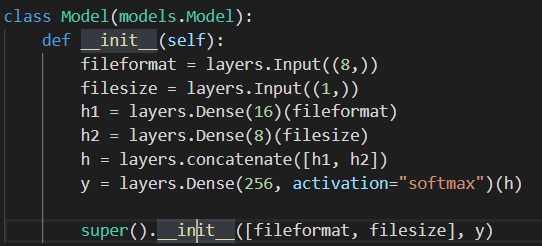 class Model(models.Model):
    def __init__(self):
        fileformat = layers.Input((8,))
        filesize = layers.Input((1,))
        h1 = layers.Dense(16)(fileformat)
        h2 = layers.Dense(8)(filesize)
        h = layers.concatenate([h1, h2])
        y = layers.Dense(256, activation="softmax")(h)
        super().__init__([fileformat, filesize], y)